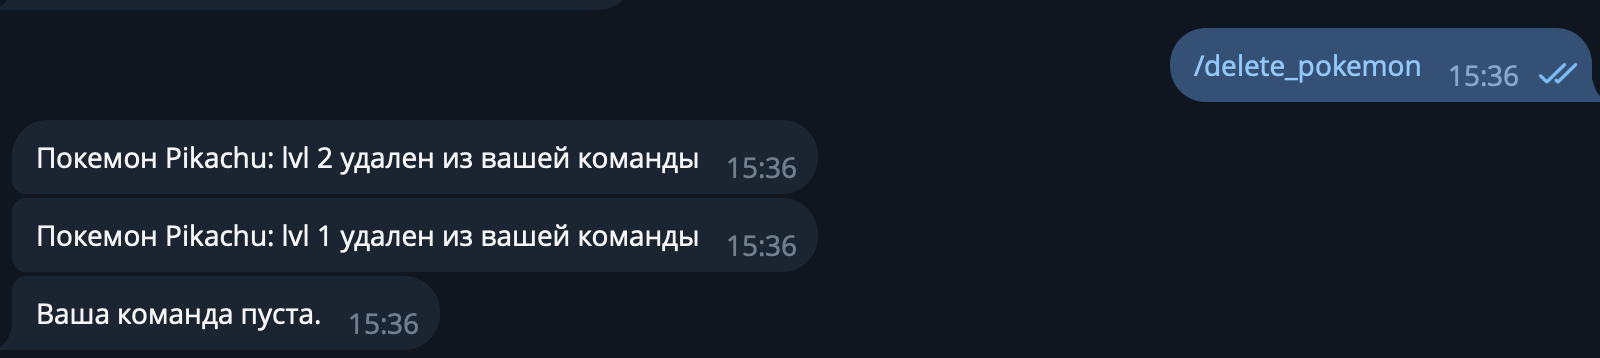 /delete_pokemon 15:36
Покемон Pikachu: lvl 2 удален из вашей команды 15:36
Покемон Pikachu: lvl 1 удален из вашей команды 15:36
Ваша команда пуста. 15:36